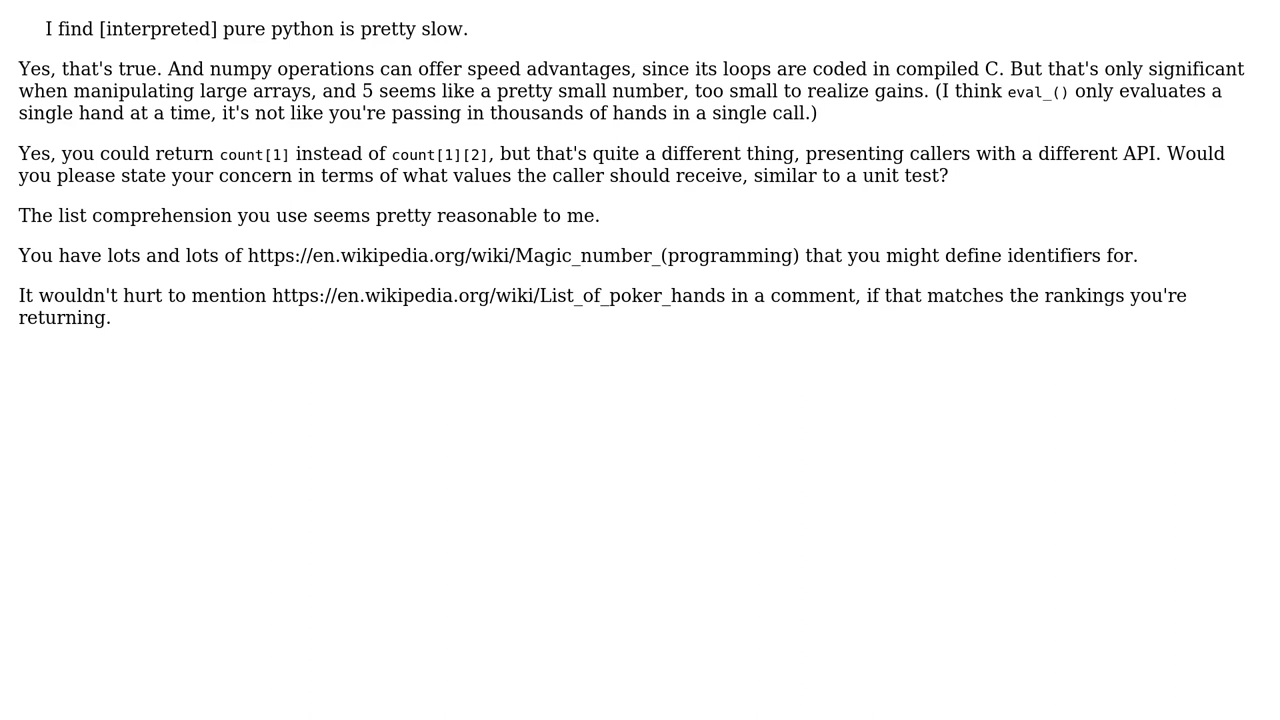 I find [interpreted] pure python is pretty slow.
Yes, that's true. And numpy operations can offer speed advantages, since its loops are coded in compiled C. But that's only significant
when manipulating large arrays, and 5 seems like a pretty small number, too small to realize gains. (I think eval_() only evaluates a
single hand at a time, it's not like you're passing in thousands of hands in a single call.)
Yes, you could return count[1] instead of count[1][2], but that's quite a different thing, presenting callers with a different API. Would
you please state your concern in terms of what values the caller should receive, similar to a unit test?
The list comprehension you use seems pretty reasonable to me.
You have lots and lots of https://en.wikipedia.org/wiki/Magic_number_(programming) that you might define identifiers for.
It wouldn't hurt to mention https://en.wikipedia.org/wiki/List_of_poker_hands in a comment, if that matches the rankings you're
returning.